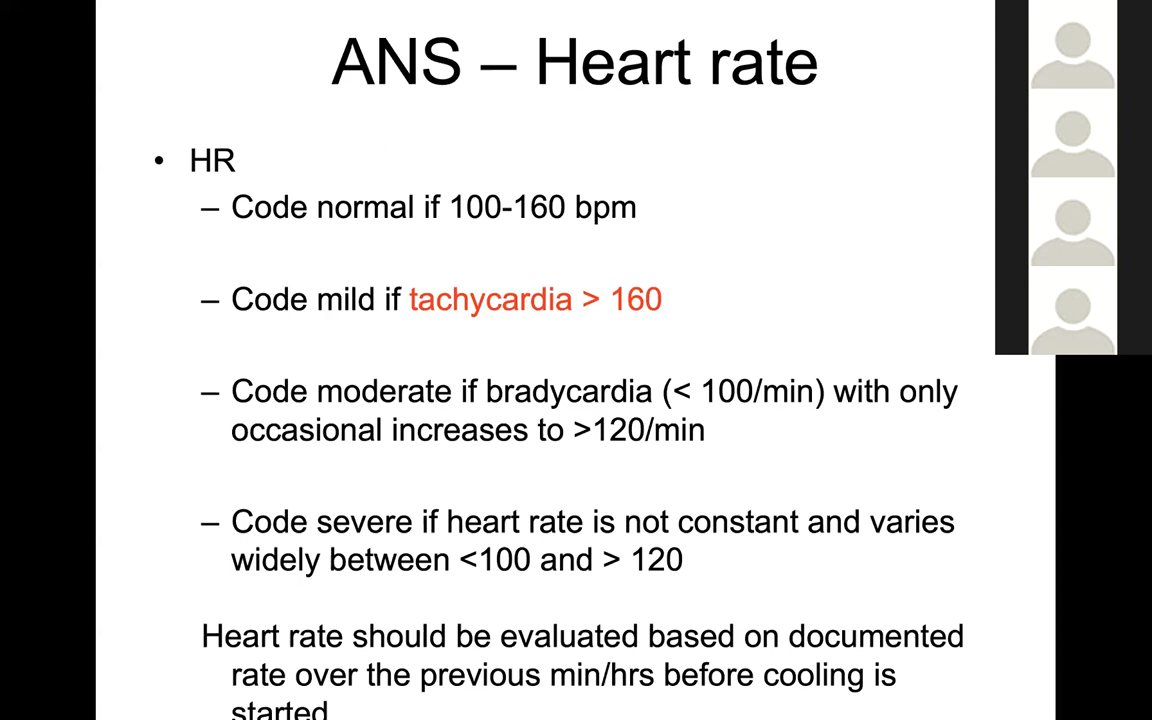 ANS – Heart rate
• HR
– Code normal if 100-160 bpm
– Code mild if tachycardia > 160
– Code moderate if bradycardia (< 100/min) with only
occasional increases to >120/min
– Code severe if heart rate is not constant and varies
widely between <100 and > 120
Heart rate should be evaluated based on documented
rate over the previous min/hrs before cooling is
started